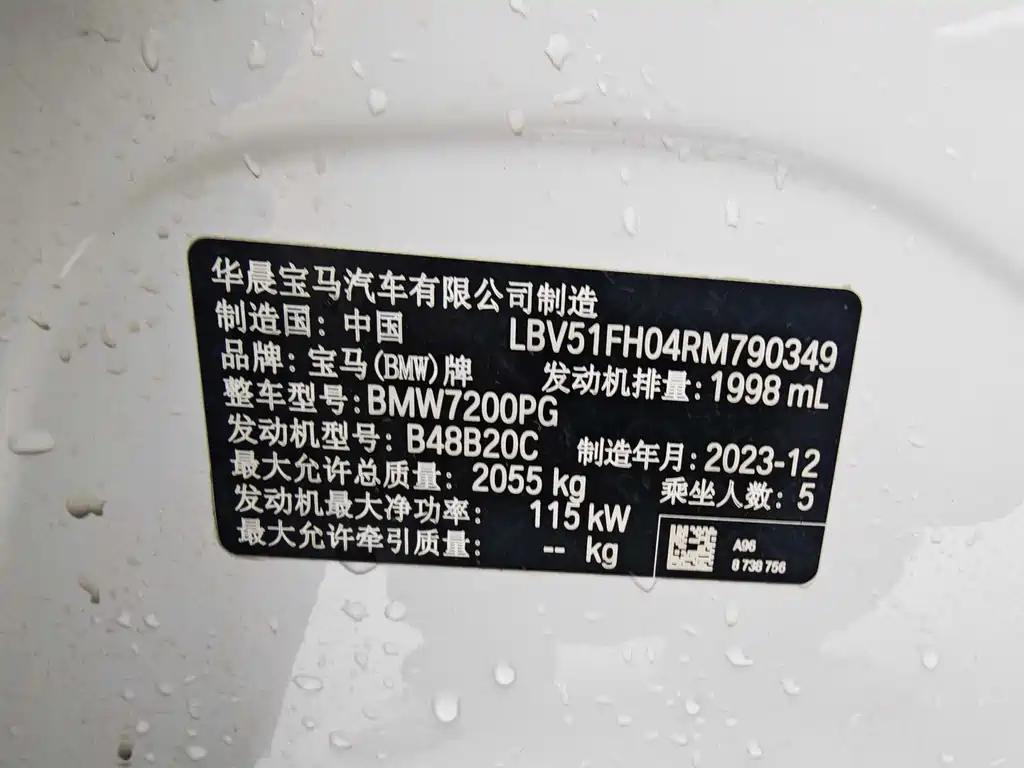 华晨宝马汽车有限公司制造
制造国：中国 LBV51FH04RM790349
品牌：宝马(BMW)牌 发动机排量：1998 mL
整车型号：BMW7200PG
发动机型号：B48B20C 制造年月：2023-12
最大允许总质量：2055 kg 乘坐人数：5
发动机最大净功率： 115 kW
最大允许牵引质量： -- kg
A96
8 738 756